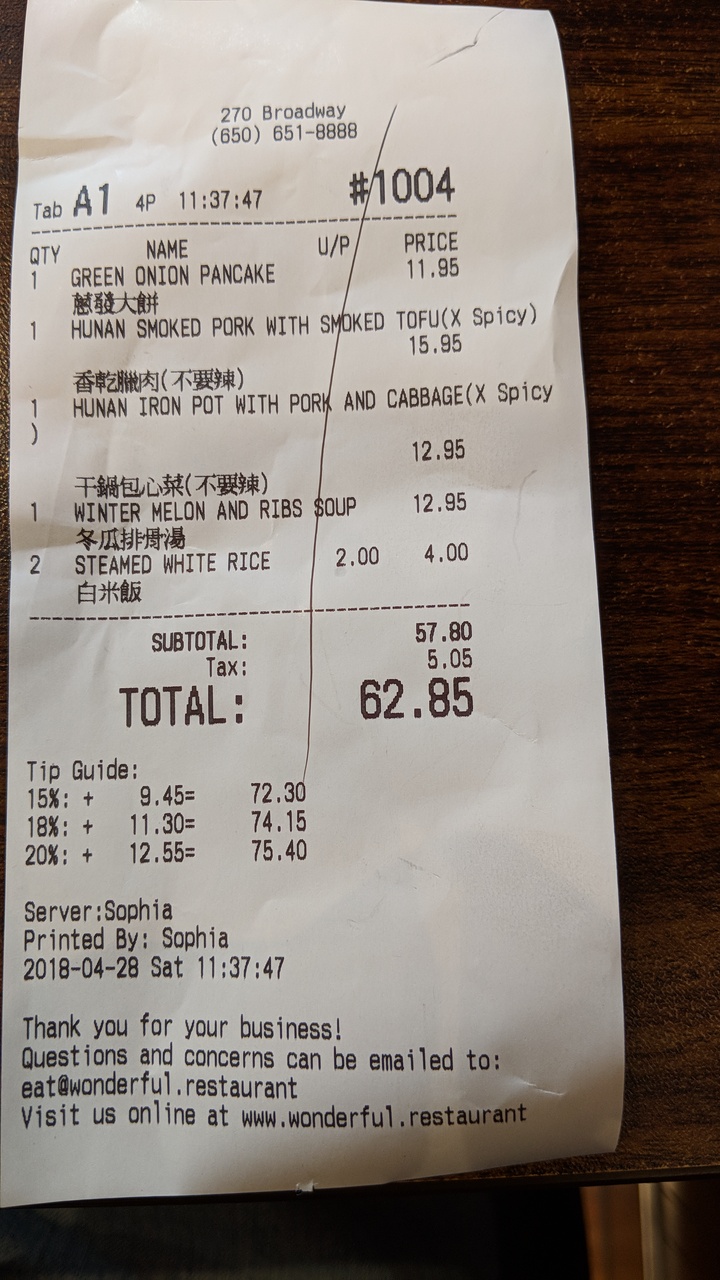 270 Broadway
(650) 651-8888
Tab A1 4P 11:37:47 #1004
QTY NAME U/P PRICE
1 GREEN ONION PANCAKE 11.95
蔥發大餅
1 HUNAN SMOKED PORK WITH SMOKED TOFU(X Spicy)
15.95
香乾臘肉(不要辣)
1 HUNAN IRON POT WITH PORK AND CABBAGE(X Spicy
)
12.95
干鍋包心菜(不要辣)
1 WINTER MELON AND RIBS SOUP 12.95
冬瓜排骨湯
2 STEAMED WHITE RICE 2.00 4.00
白米飯
SUBTOTAL: 57.80
Tax: 5.05
TOTAL: 62.85
Tip Guide:
15%: + 9.45= 72.30
18%: + 11.30= 74.15
20%: + 12.55= 75.40
Server:Sophia
Printed By: Sophia
2018-04-28 Sat 11:37:47
Thank you for your business!
Questions and concerns can be emailed to:
eat@wonderful.restaurant
Visit us online at www.wonderful.restaurant